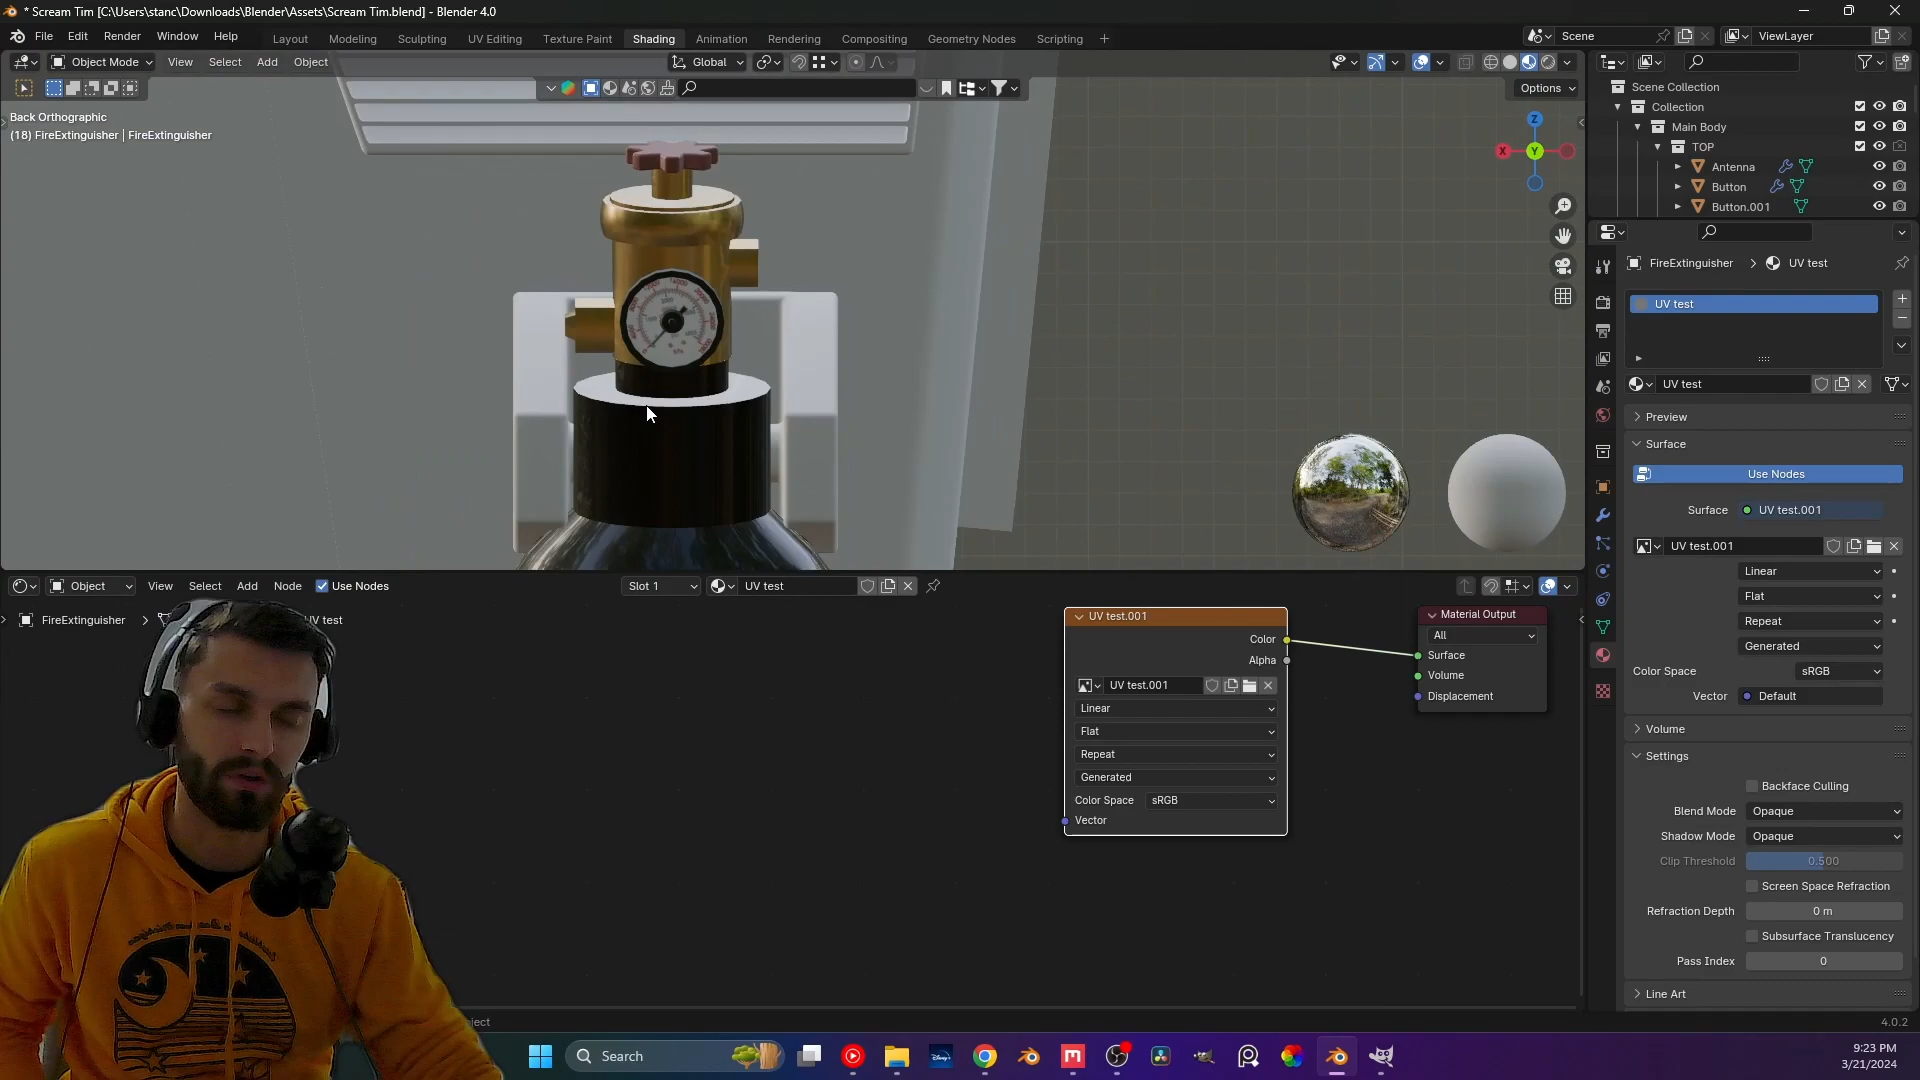 * Scream Tim [C:\Users\stanc\Downloads\Blender\Assets\Scream Tim.blend] - Blender 4.0
File Edit Render Window Help Layout Modeling Sculpting UV Editing Texture Paint Shading Animation Rendering Compositing Geometry Nodes Scripting + Scene ViewLayer
Object Mode View Select Add Object Global
Options
Back Orthographic
(18) FireExtinguisher | FireExtinguisher
Z
X
Y
Scene Collection
Collection
Main Body
TOP
Antenna
Button
Button.001
FireExtinguisher > UV test
UV test
UV test
Preview
Surface
Use Nodes
Surface UV test.001
UV test.001
Linear
Flat
Repeat
Generated
Color Space sRGB
Vector Default
Volume
Settings
Backface Culling
Blend Mode Opaque
Shadow Mode Opaque
Clip Threshold 0.500
Screen Space Refraction
Refraction Depth 0 m
Subsurface Translucency
Pass Index 0
Line Art
Object View Select Add Node Use Nodes Slot 1 UV test
FireExtinguisher > UV test
UV test.001
Color
Alpha
UV test.001
Linear
Flat
Repeat
Generated
Color Space sRGB
Vector
Material Output
All
Surface
Volume
Displacement
ject
4.0.2
Search
9:23 PM
3/21/2024